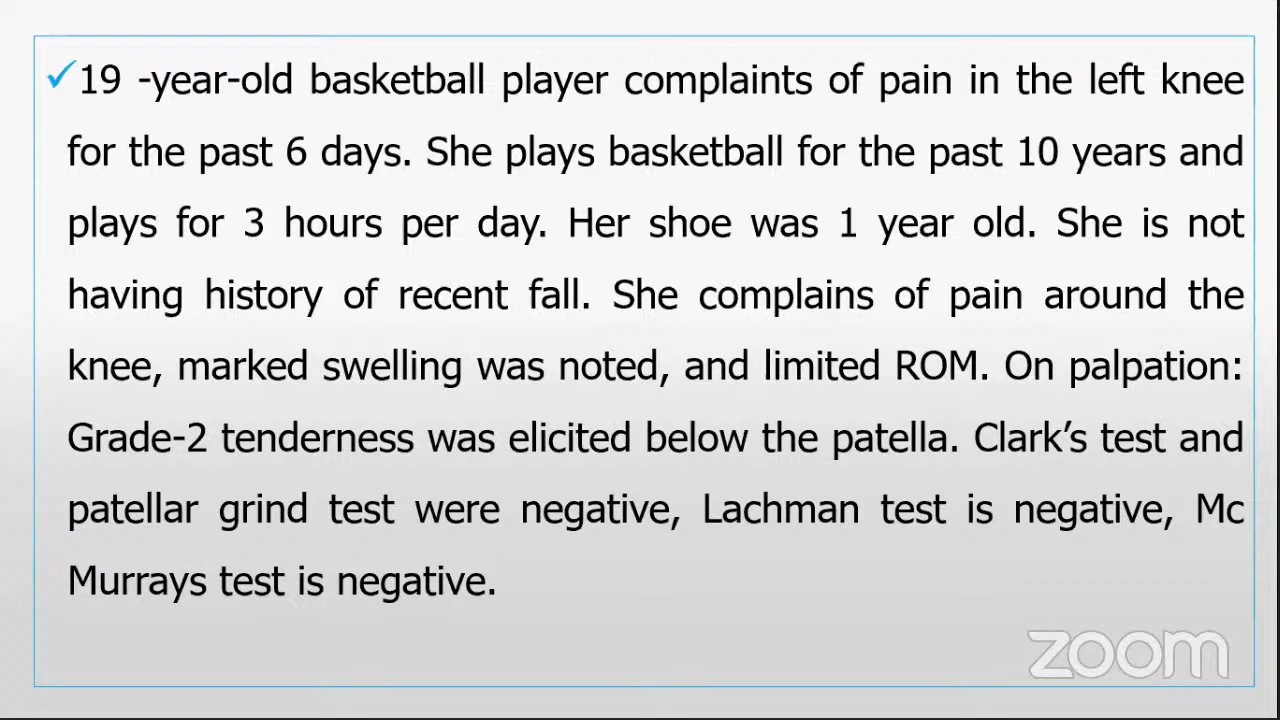 ✓19 -year-old basketball player complaints of pain in the left knee
for the past 6 days. She plays basketball for the past 10 years and
plays for 3 hours per day. Her shoe was 1 year old. She is not
having history of recent fall. She complains of pain around the
knee, marked swelling was noted, and limited ROM. On palpation:
Grade-2 tenderness was elicited below the patella. Clark’s test and
patellar grind test were negative, Lachman test is negative, Mc
Murrays test is negative.
zoom